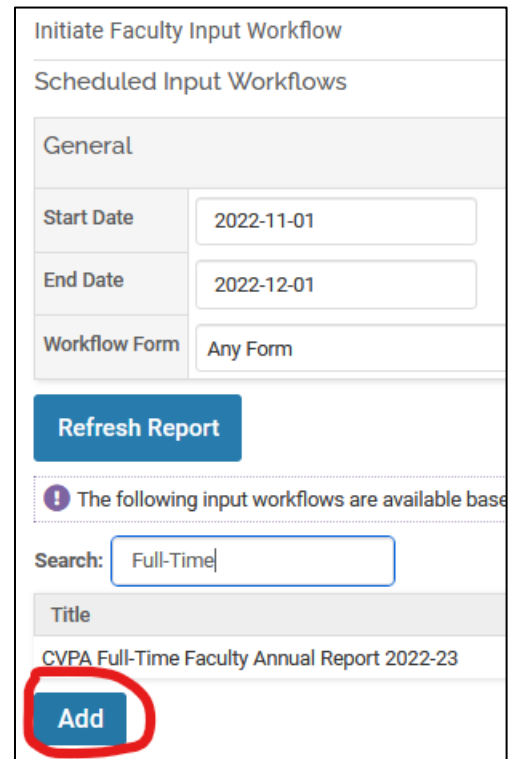 Initiate Faculty Input Workflow
Scheduled Input Workflows
General
Start Date 2022-11-01
End Date 2022-12-01
Workflow Form Any Form
Refresh Report
The following input workflows are available base
Search: Full-Time
Title
CVPA Full-Time Faculty Annual Report 2022-23
Add